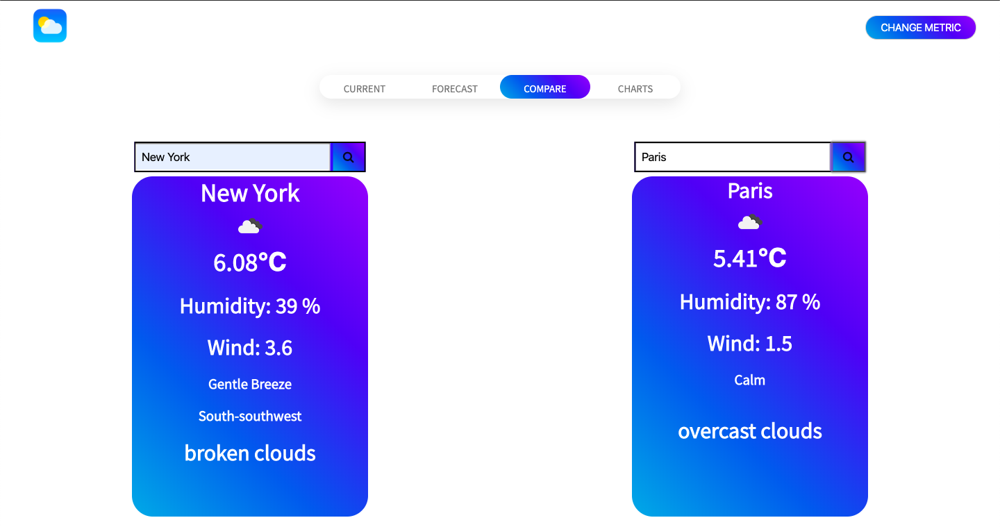 CHANGE METRIC
CURRENT FORECAST COMPARE CHARTS
New York
New York
6.08°C
Humidity: 39 %
Wind: 3.6
Gentle Breeze
South-southwest
broken clouds
Paris
Paris
5.41°C
Humidity: 87 %
Wind: 1.5
Calm
overcast clouds